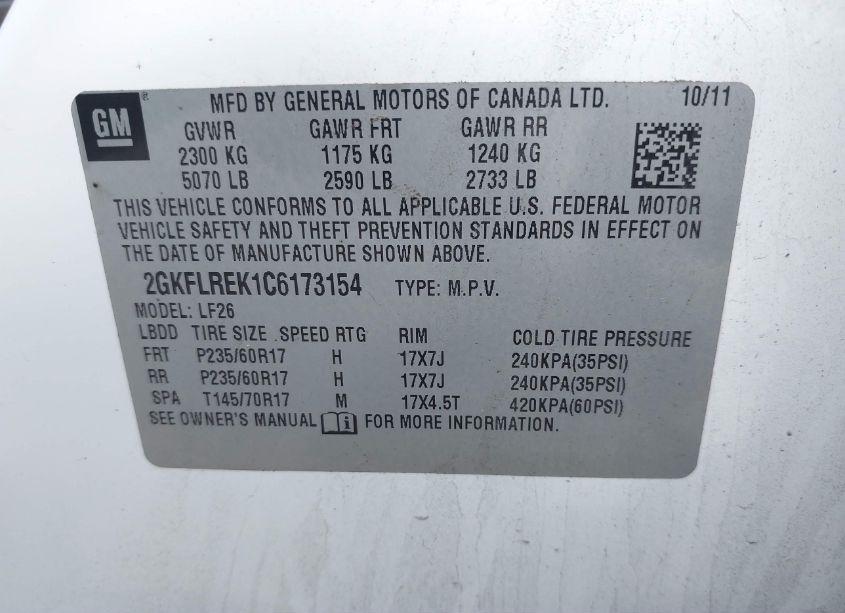 GM ® MFD BY GENERAL MOTORS OF CANADA LTD. 10/11
GVWR GAWR FRT GAWR RR
2300 KG 1175 KG 1240 KG
5070 LB 2590 LB 2733 LB
THIS VEHICLE CONFORMS TO ALL APPLICABLE U.S. FEDERAL MOTOR
VEHICLE SAFETY AND THEFT PREVENTION STANDARDS IN EFFECT ON
THE DATE OF MANUFACTURE SHOWN ABOVE.
2GKFLREK1C6173154 TYPE: M.P.V.
MODEL: LF26
LBDD TIRE SIZE SPEED RTG RIM COLD TIRE PRESSURE
FRT P235/60R17 H 17X7J 240KPA(35PSI)
RR P235/60R17 H 17X7J 240KPA(35PSI)
SPA T145/70R17 M 17X4.5T 420KPA(60PSI)
SEE OWNER'S MANUAL i FOR MORE INFORMATION.